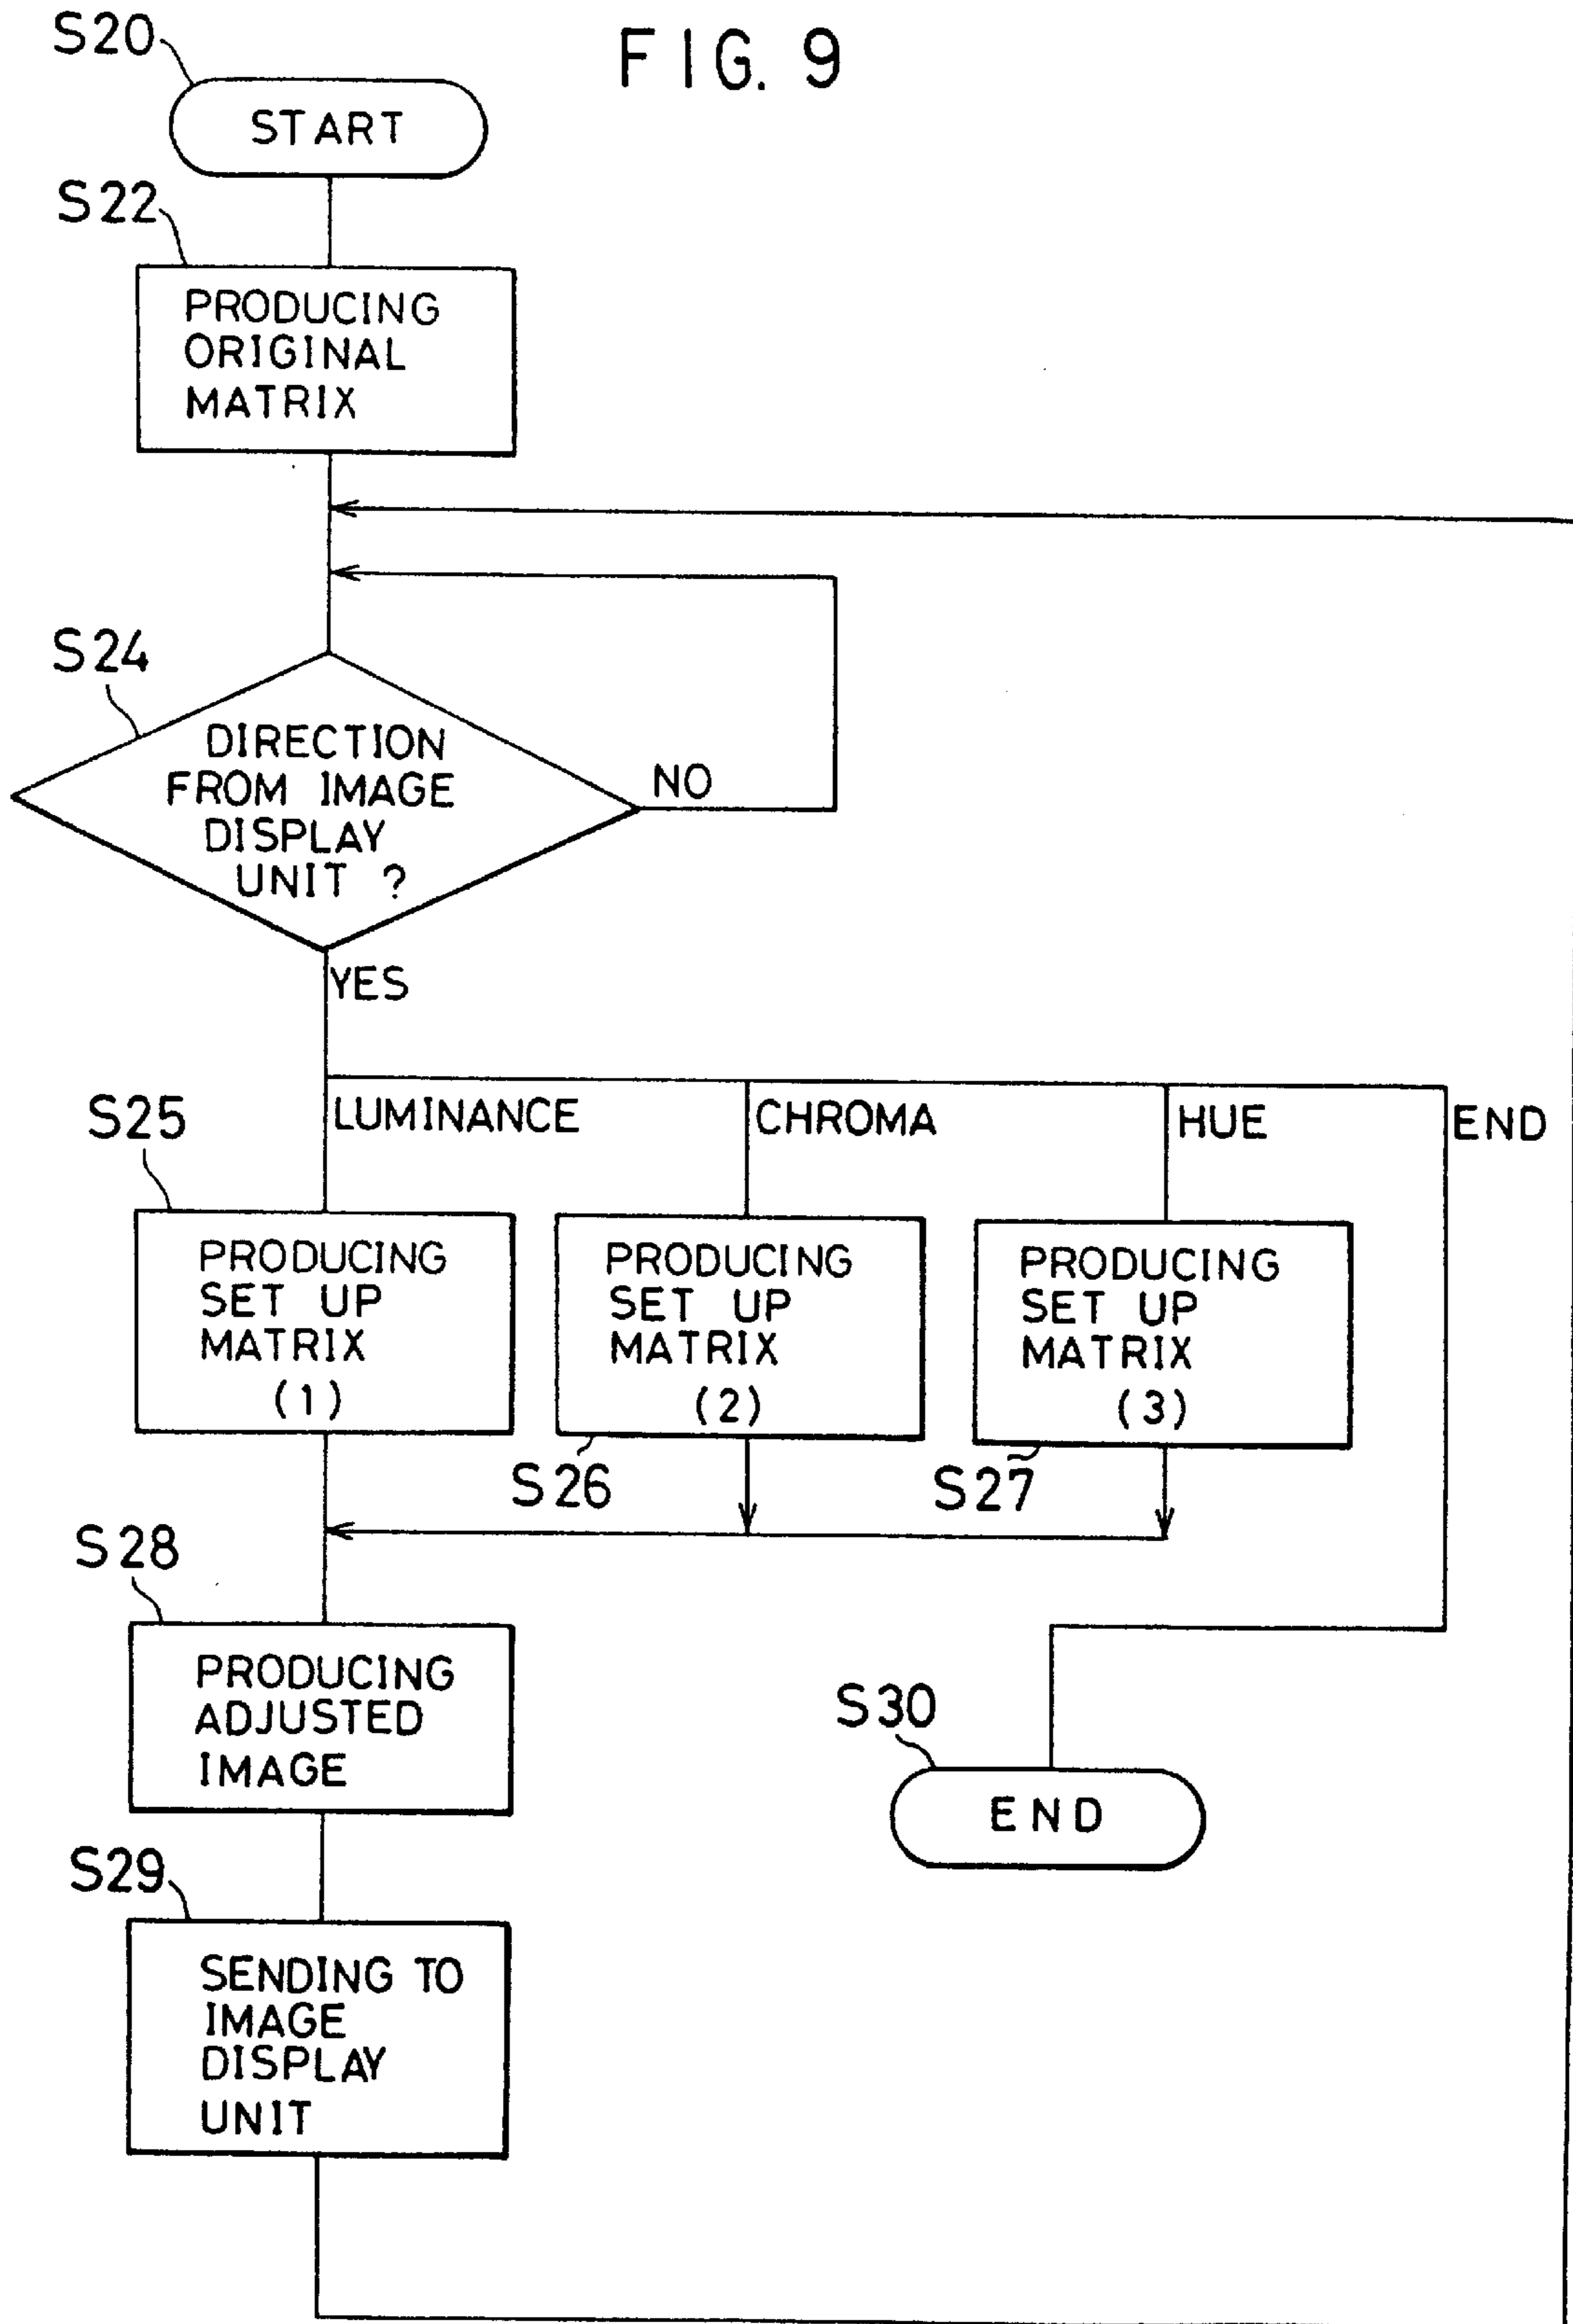 FIG. 9
S20
START
S22
PRODUCING
ORIGINAL
MATRIX
S24
DIRECTION
FROM IMAGE
DISPLAY
UNIT ?
NO
YES
LUMINANCE
CHROMA
HUE
END
S25
PRODUCING
SET UP
MATRIX
(1)
PRODUCING
SET UP
MATRIX
(2)
S26
PRODUCING
SET UP
MATRIX
(3)
S27
S28
PRODUCING
ADJUSTED
IMAGE
S30
END
S29
SENDING TO
IMAGE
DISPLAY
UNIT